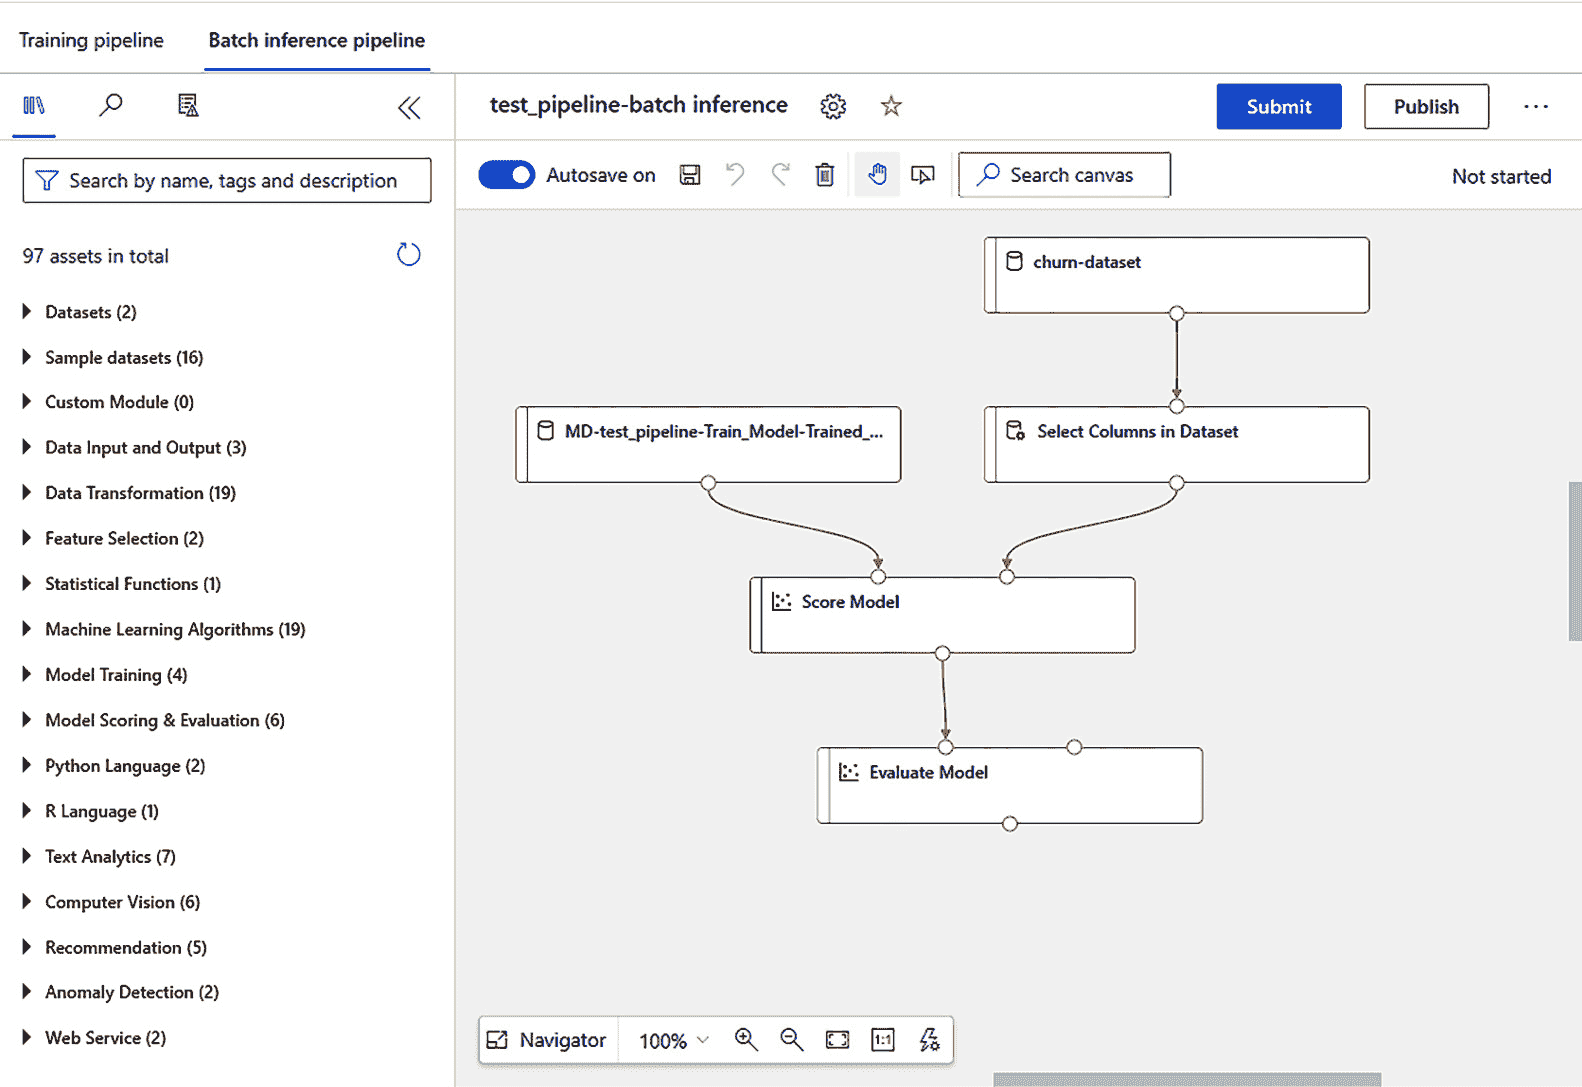 Training pipeline
Batch inference pipeline
test_pipeline-batch inference
Submit
Publish
Search by name, tags and description
Autosave on
Search canvas
Not started
97 assets in total
Datasets (2)
Sample datasets (16)
Custom Module (0)
Data Input and Output (3)
Data Transformation (19)
Feature Selection (2)
Statistical Functions (1)
Machine Learning Algorithms (19)
Model Training (4)
Model Scoring & Evaluation (6)
Python Language (2)
R Language (1)
Text Analytics (7)
Computer Vision (6)
Recommendation (5)
Anomaly Detection (2)
Web Service (2)
churn-dataset
MD-test_pipeline-Train_Model-Trained_...
Select Columns in Dataset
Score Model
Evaluate Model
Navigator
100%
1:1